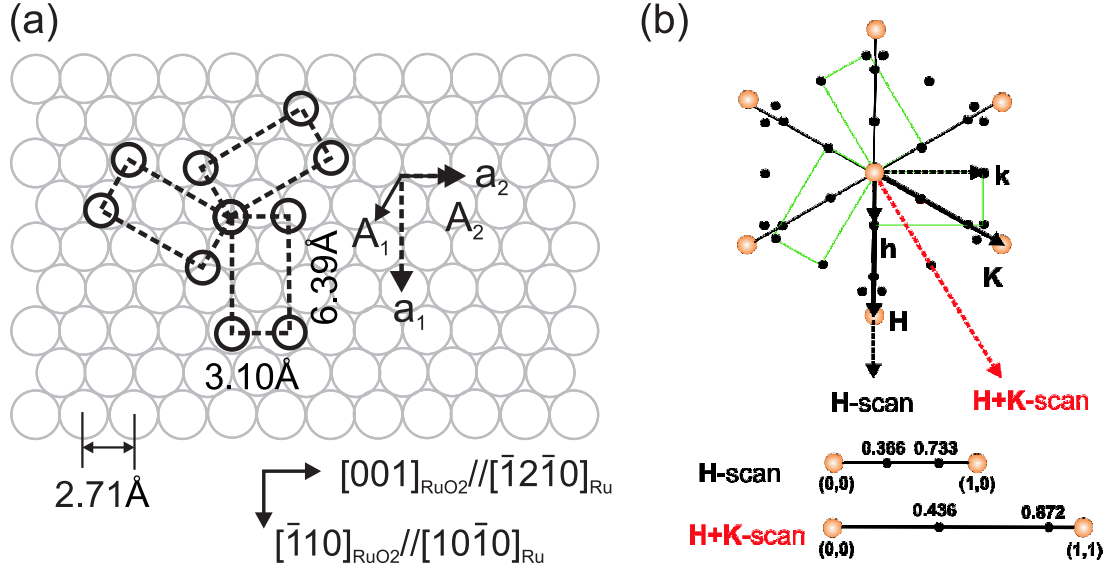 (a)
a₂
A₁
A₂
a₁
6.39Å
3.10Å
2.71Å
[001]RuO2//[1̄21̄0]Ru
[1̄10]RuO2//[101̄0]Ru
(b)
k
h
K
H
H-scan
H+K-scan
0.366 0.733
H-scan
(0,0) (1,0)
0.436 0.872
H+K-scan
(0,0) (1,1)